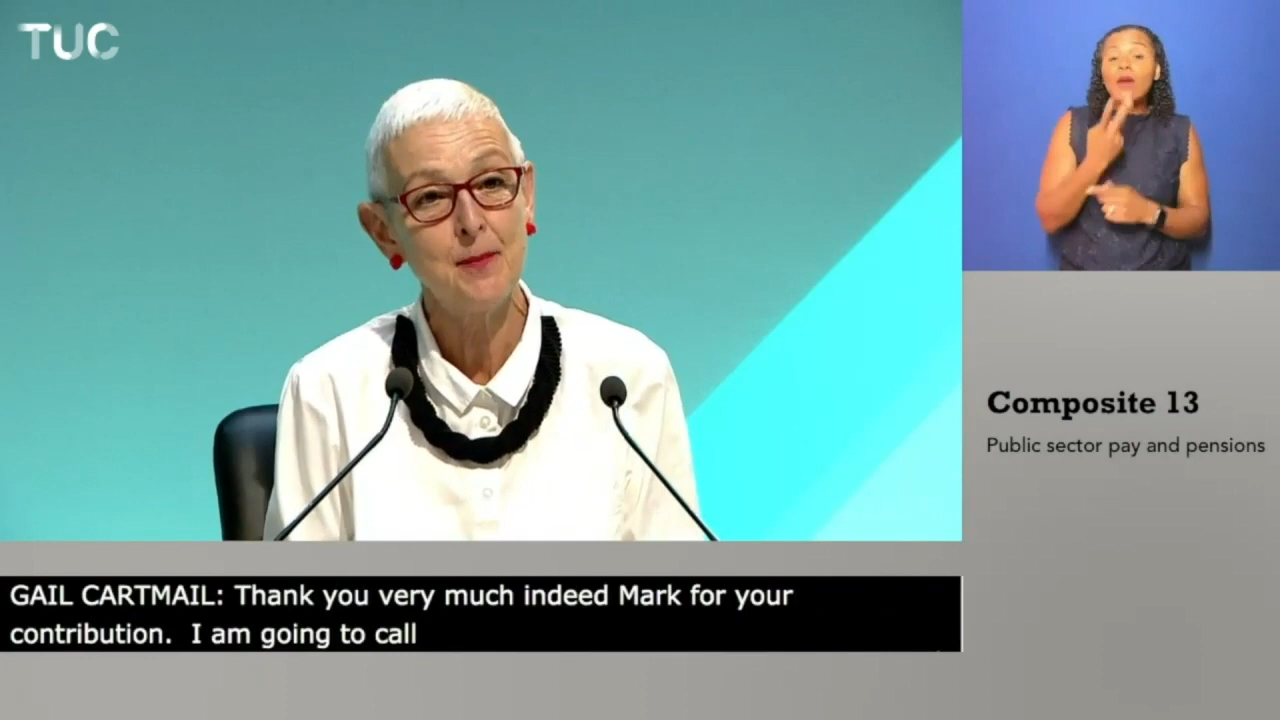 TUC
Composite 13
Public sector pay and pensions
GAIL CARTMAIL: Thank you very much indeed Mark for your
contribution.  I am going to call